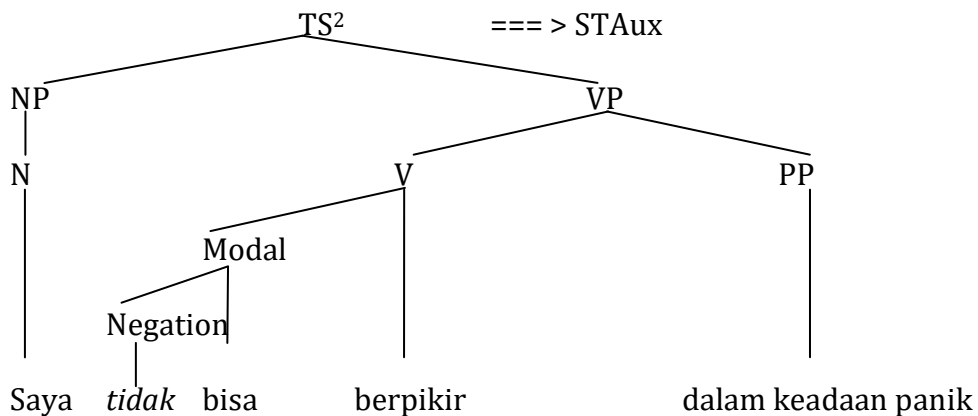 TS² === > STAux
NP VP
N V PP
Modal
Negation
Saya tidak bisa berpikir dalam keadaan panik